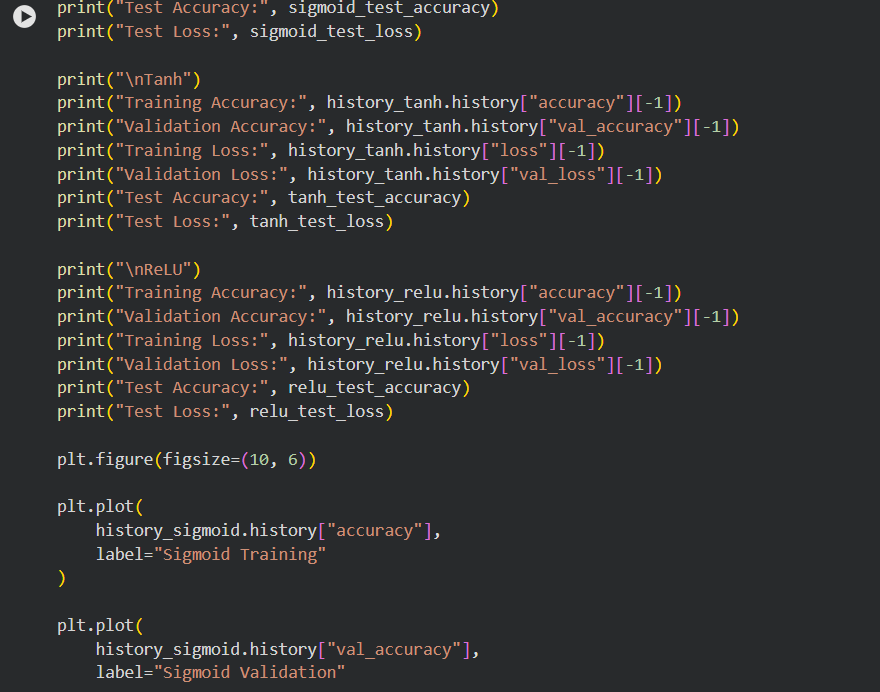 print("Test Accuracy:", sigmoid_test_accuracy)
print("Test Loss:", sigmoid_test_loss)

print("\nTanh")
print("Training Accuracy:", history_tanh.history["accuracy"][-1])
print("Validation Accuracy:", history_tanh.history["val_accuracy"][-1])
print("Training Loss:", history_tanh.history["loss"][-1])
print("Validation Loss:", history_tanh.history["val_loss"][-1])
print("Test Accuracy:", tanh_test_accuracy)
print("Test Loss:", tanh_test_loss)

print("\nReLU")
print("Training Accuracy:", history_relu.history["accuracy"][-1])
print("Validation Accuracy:", history_relu.history["val_accuracy"][-1])
print("Training Loss:", history_relu.history["loss"][-1])
print("Validation Loss:", history_relu.history["val_loss"][-1])
print("Test Accuracy:", relu_test_accuracy)
print("Test Loss:", relu_test_loss)

plt.figure(figsize=(10, 6))

plt.plot(
    history_sigmoid.history["accuracy"],
    label="Sigmoid Training"
)

plt.plot(
    history_sigmoid.history["val_accuracy"],
    label="Sigmoid Validation"